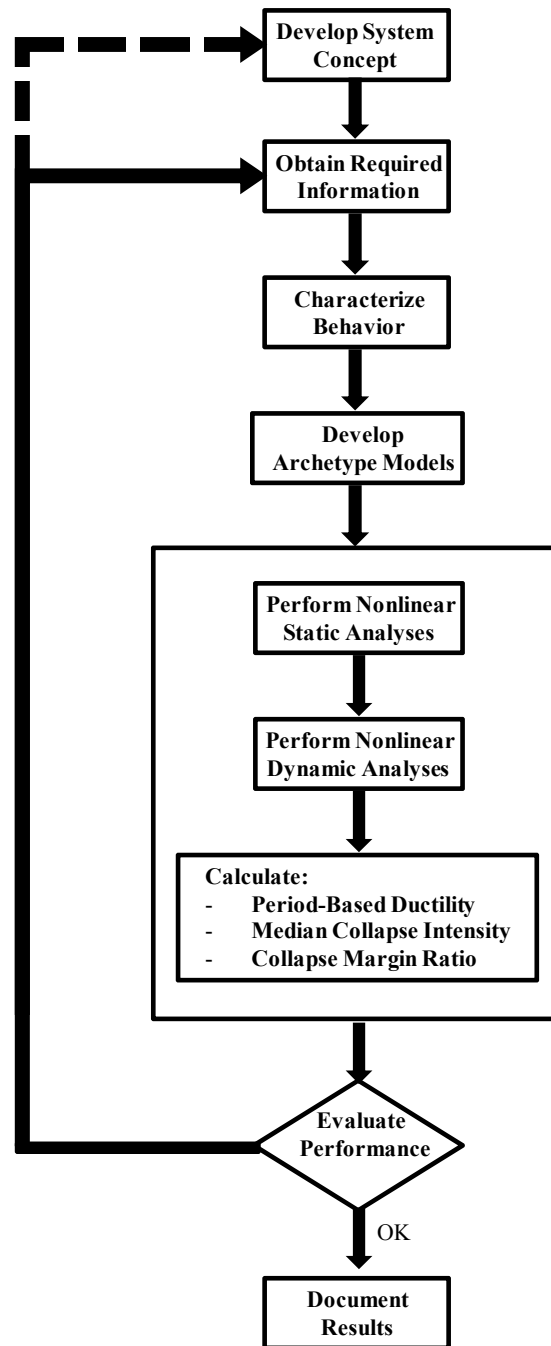 Develop System
Concept
Obtain Required
Information
Characterize
Behavior
Develop
Archetype Models
Perform Nonlinear
Static Analyses
Perform Nonlinear
Dynamic Analyses
Calculate:
- Period-Based Ductility
- Median Collapse Intensity
- Collapse Margin Ratio
Evaluate
Performance
OK
Document
Results